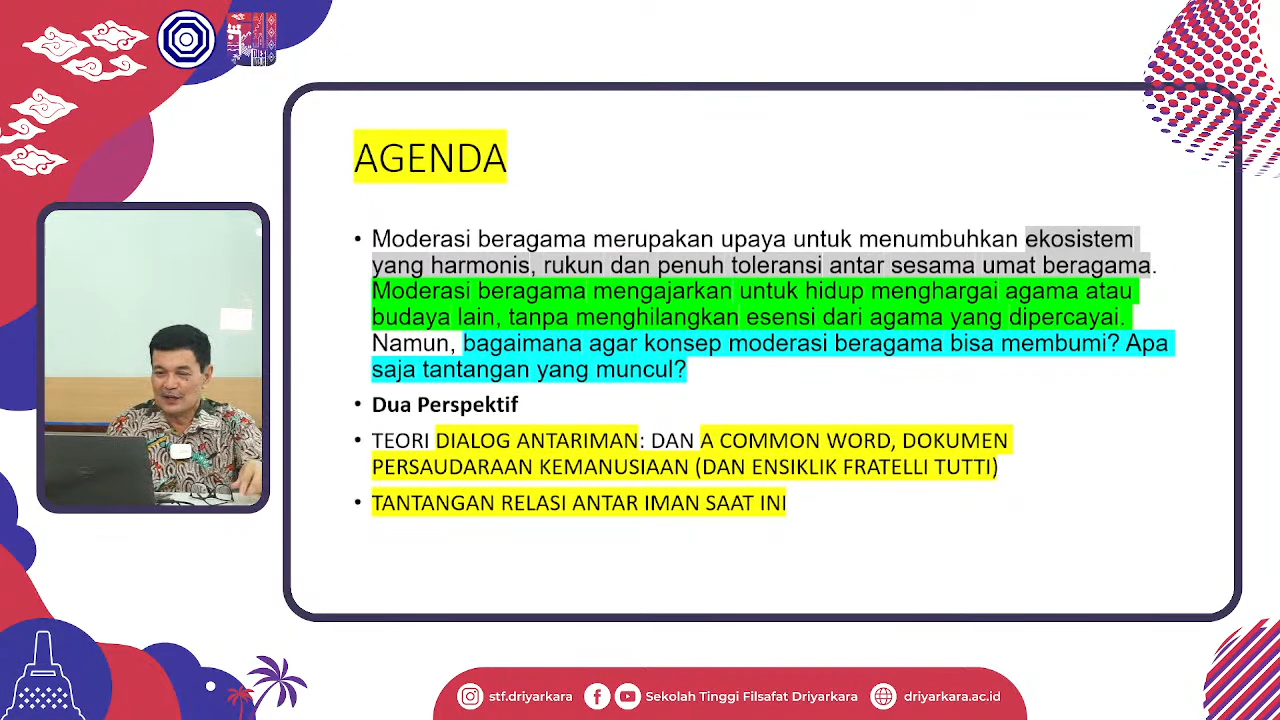 AGENDA
• Moderasi beragama merupakan upaya untuk menumbuhkan ekosistem
yang harmonis, rukun dan penuh toleransi antar sesama umat beragama.
Moderasi beragama mengajarkan untuk hidup menghargai agama atau
budaya lain, tanpa menghilangkan esensi dari agama yang dipercayai.
Namun, bagaimana agar konsep moderasi beragama bisa membumi? Apa
saja tantangan yang muncul?
• Dua Perspektif
• TEORI DIALOG ANTARIMAN: DAN A COMMON WORD, DOKUMEN
PERSAUDARAAN KEMANUSIAAN (DAN ENSIKLIK FRATELLI TUTTI)
• TANTANGAN RELASI ANTAR IMAN SAAT INI
stf.driyarkara Sekolah Tinggi Filsafat Driyarkara driyarkara.ac.id